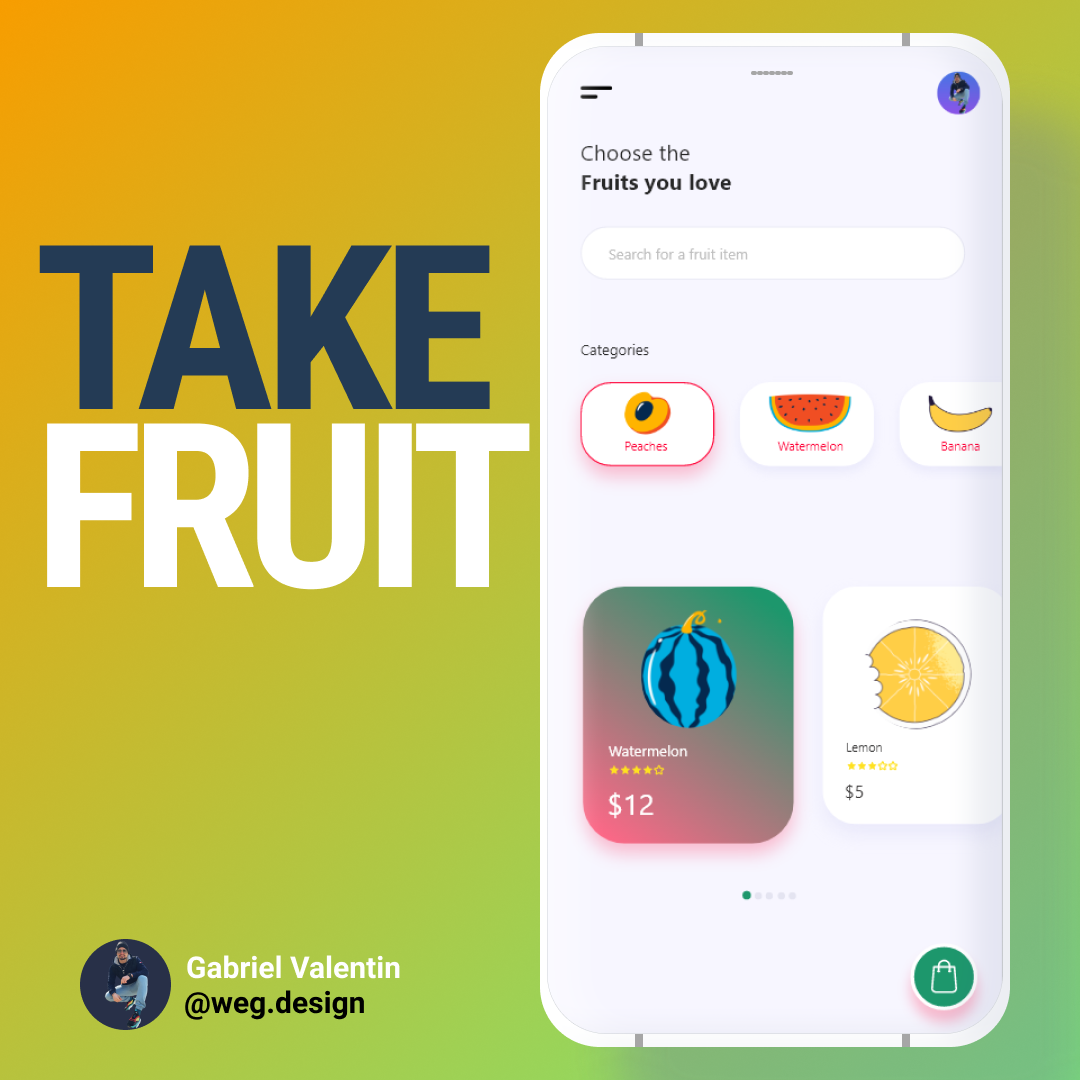 TAKE
FRUIT
Gabriel Valentin
@weg.design
Choose the
Fruits you love
Search for a fruit item
Categories
Peaches
Watermelon
Banana
Watermelon
$12
Lemon
$5